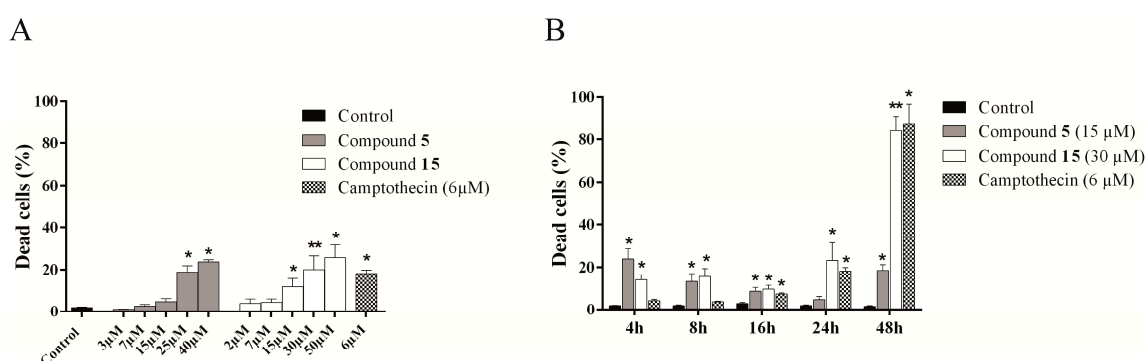 A
B
100
80
60
40
20
0
Dead cells (%)
Control
Compound 5
Compound 15
Camptothecin (6µM)
* * * ** * *
Control 3µM 7µM 15µM 25µM 40µM 2µM 7µM 15µM 30µM 50µM 6µM
100
80
60
40
20
0
Dead cells (%)
Control
Compound 5 (15 µM)
Compound 15 (30 µM)
Camptothecin (6 µM)
* * * * * * * * * * ** *
4h 8h 16h 24h 48h